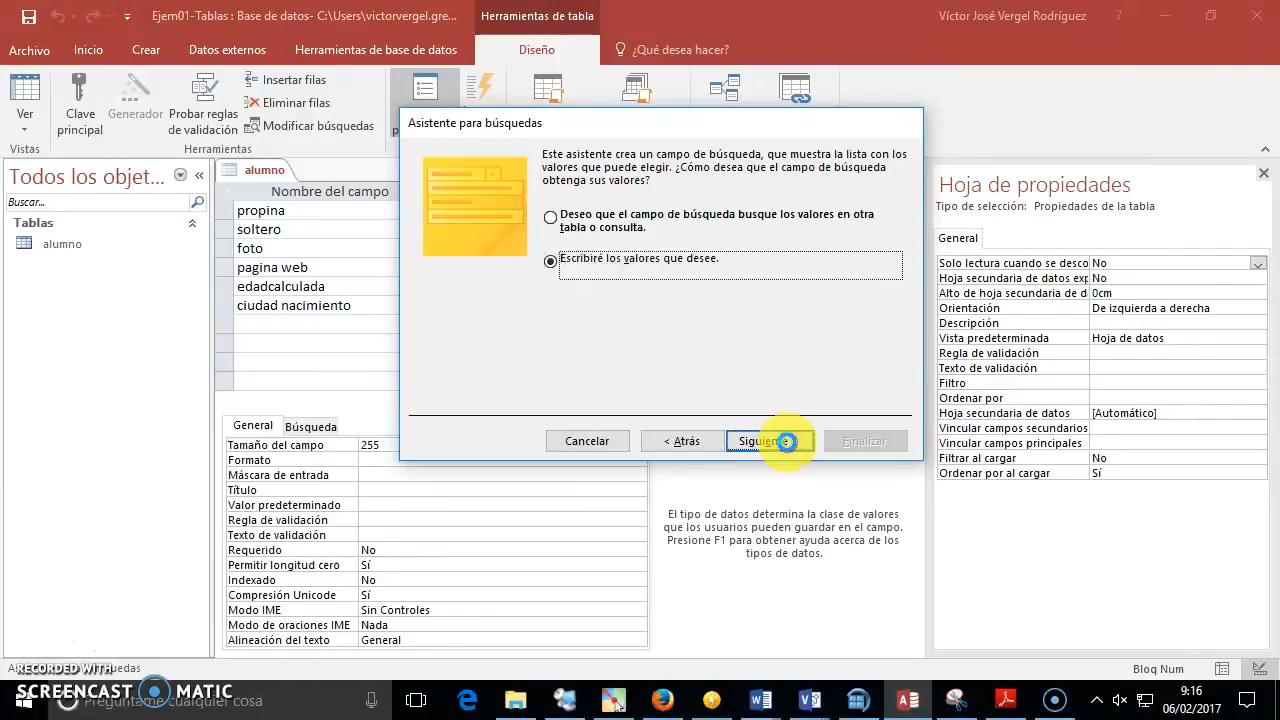 Ejem01-Tablas : Base de datos- C:\Users\victorvergel.gre...
Herramientas de tabla
Víctor José Vergel Rodríguez
?
Archivo
Inicio
Crear
Datos externos
Herramientas de base de datos
Diseño
¿Qué desea hacer?
Ver
Clave principal
Generador
Probar reglas de validación
Insertar filas
Eliminar filas
Modificar búsquedas
Vistas
Herramientas
Todos los objet...
Buscar...
Tablas
alumno
alumno
Nombre del campo
propina
soltero
foto
pagina web
edadcalculada
ciudad nacimiento
Asistente para búsquedas
Este asistente crea un campo de búsqueda, que muestra la lista con los
valores que puede elegir. ¿Cómo desea que el campo de búsqueda
obtenga sus valores?
Deseo que el campo de búsqueda busque los valores en otra
tabla o consulta.
Escribiré los valores que desee.
Cancelar
< Atrás
Siguiente
Finalizar
General
Búsqueda
Tamaño del campo 255
Formato
Máscara de entrada
Título
Valor predeterminado
Regla de validación
Texto de validación
Requerido No
Permitir longitud cero Sí
Indexado No
Compresión Unicode Sí
Modo IME Sin Controles
Modo de oraciones IME Nada
Alineación del texto General
El tipo de datos determina la clase de valores
que los usuarios pueden guardar en el campo.
Presione F1 para obtener ayuda acerca de los
tipos de datos.
Hoja de propiedades
Tipo de selección: Propiedades de la tabla
General
Solo lectura cuando se desco No
Hoja secundaria de datos exp No
Alto de hoja secundaria de d 0cm
Orientación De izquierda a derecha
Descripción
Vista predeterminada Hoja de datos
Regla de validación
Texto de validación
Filtro
Ordenar por
Hoja secundaria de datos [Automático]
Vincular campos secundarios
Vincular campos principales
Filtrar al cargar No
Ordenar por al cargar Sí
Bloq Num
RECORDED WITH
SCREENCAST MATIC
Pregúntame cualquier cosa
9:16
06/02/2017